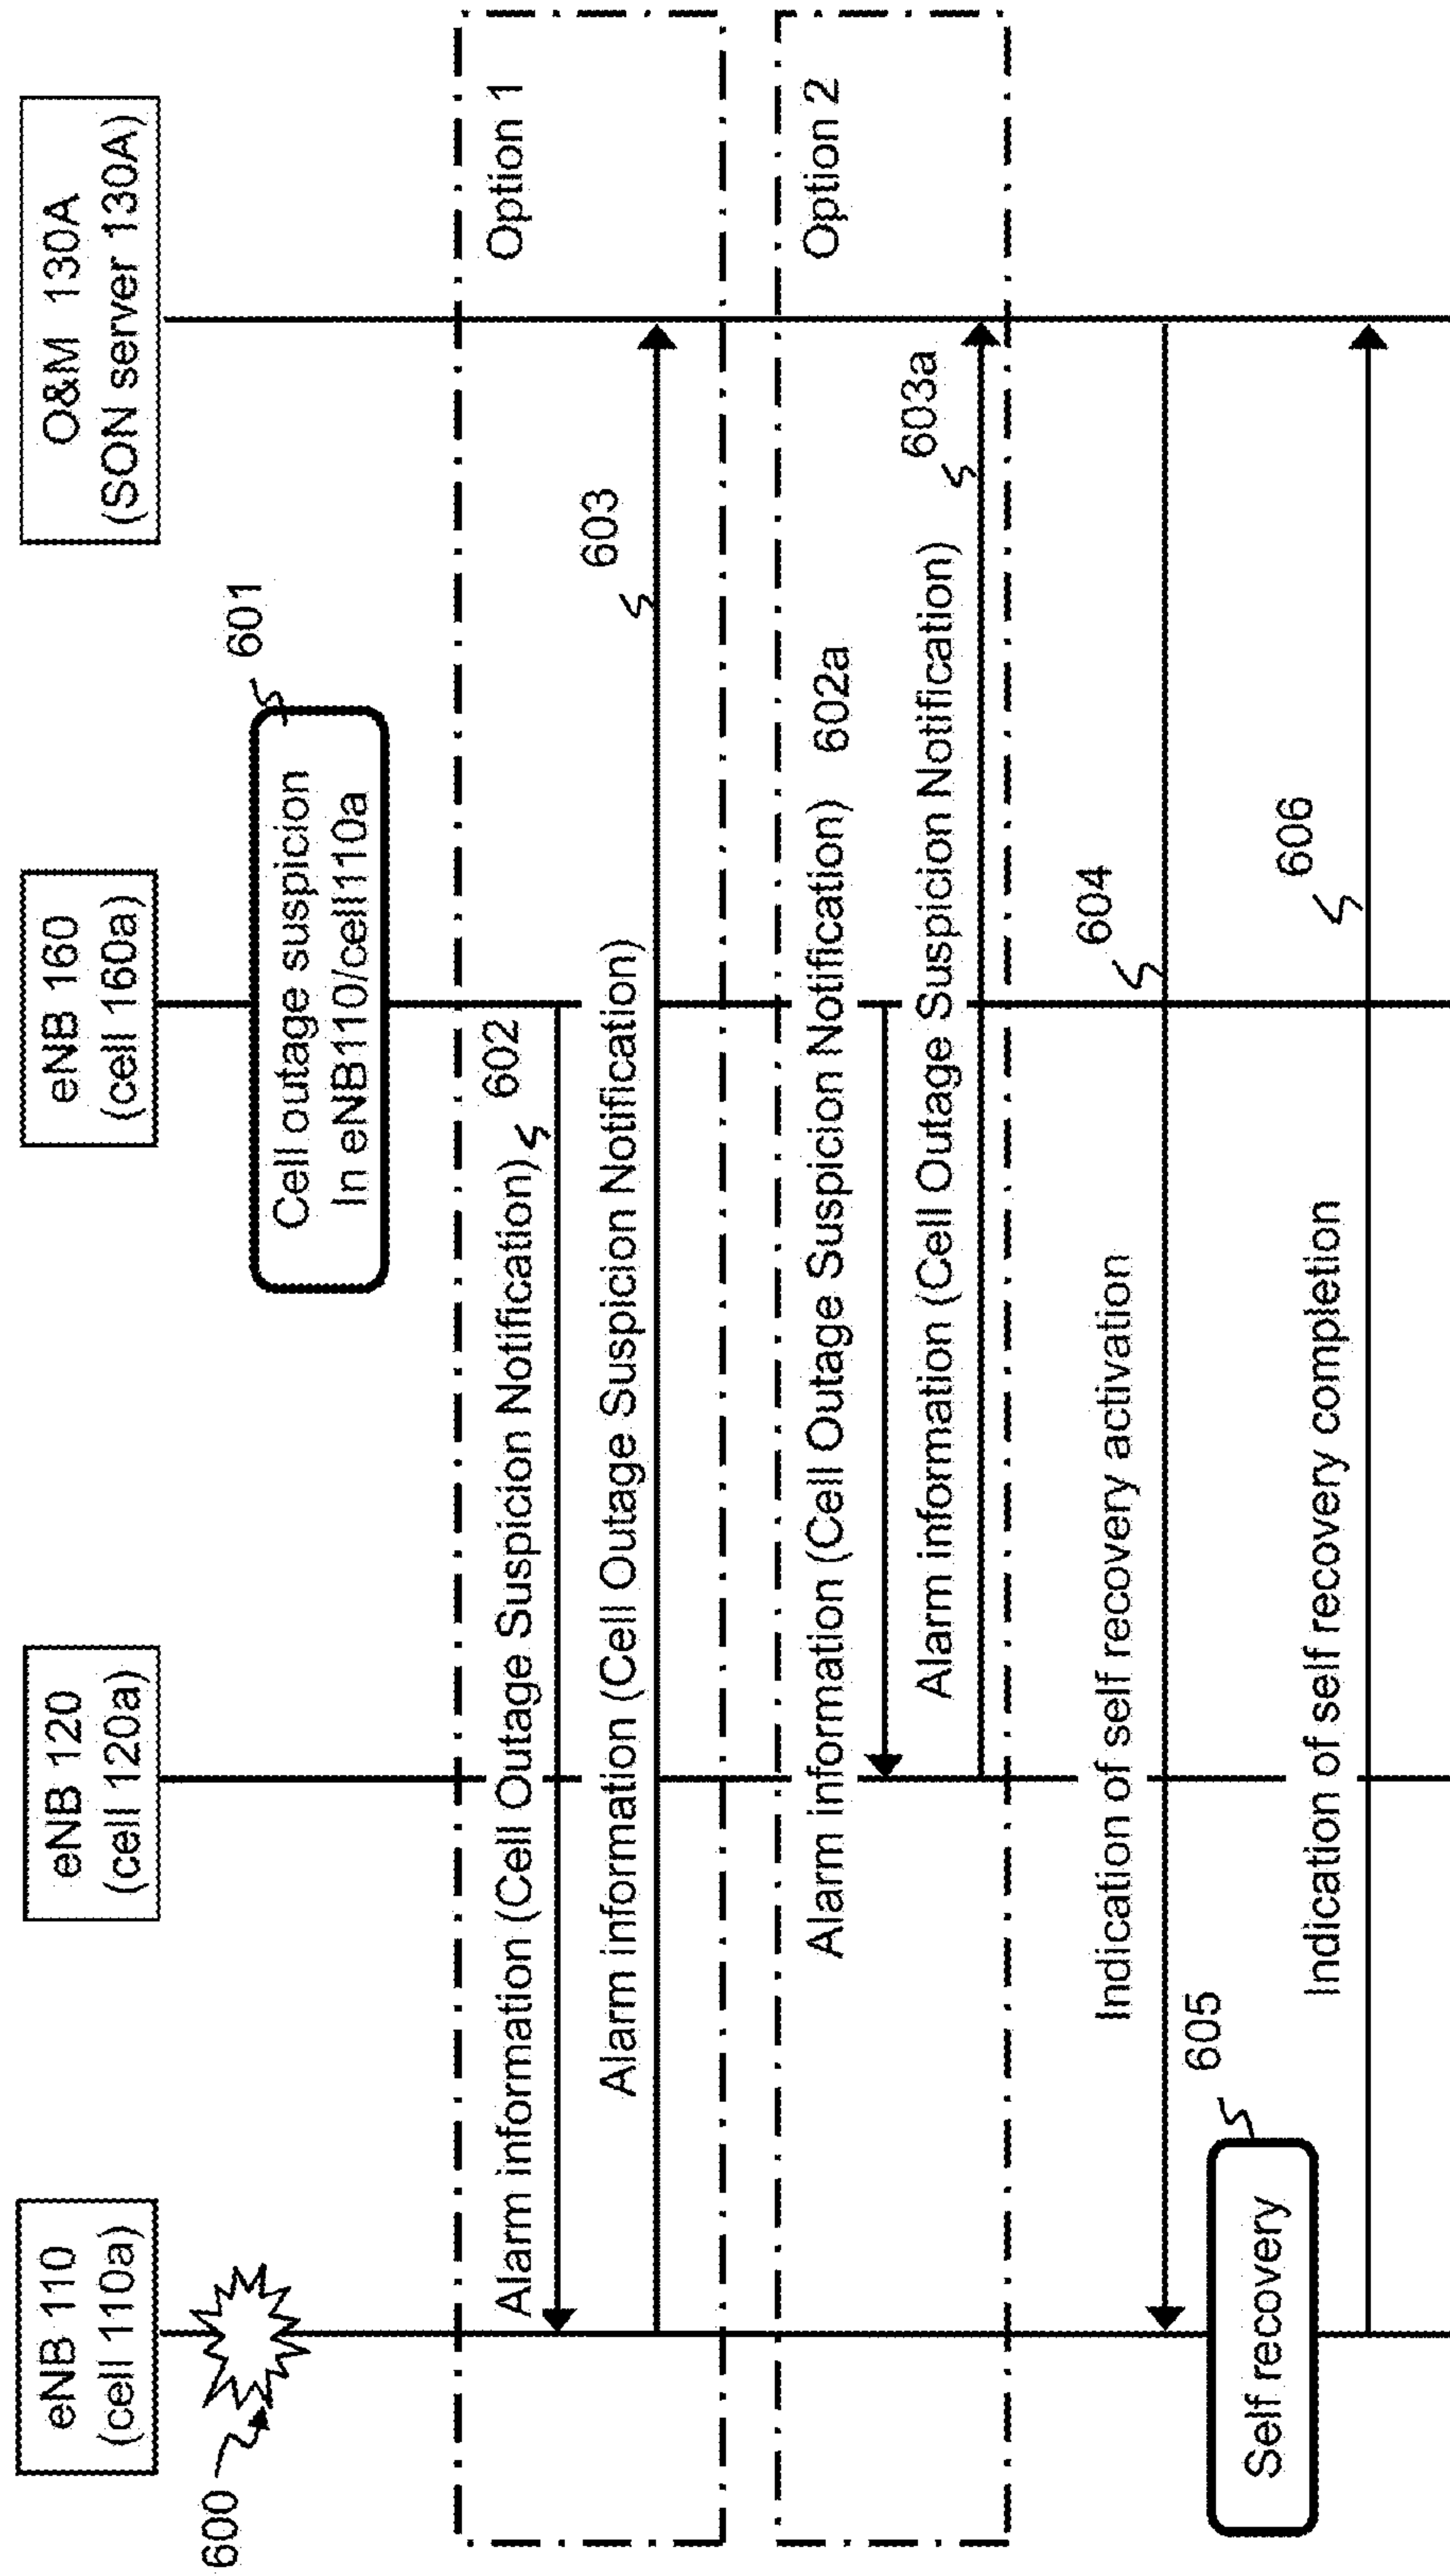 eNB 110
(cell 110a)
eNB 120
(cell 120a)
eNB 160
(cell 160a)
O&M 130A
(SON server 130A)
600
601
Cell outage suspicion
In eNB110/cell110a
Option 1
Alarm information (Cell Outage Suspicion Notification)
602
Alarm information (Cell Outage Suspicion Notification)
603
Option 2
Alarm information (Cell Outage Suspicion Notification) 602a
Alarm information (Cell Outage Suspicion Notification)
603a
Indication of self recovery activation
604
605
Self recovery
Indication of self recovery completion
606